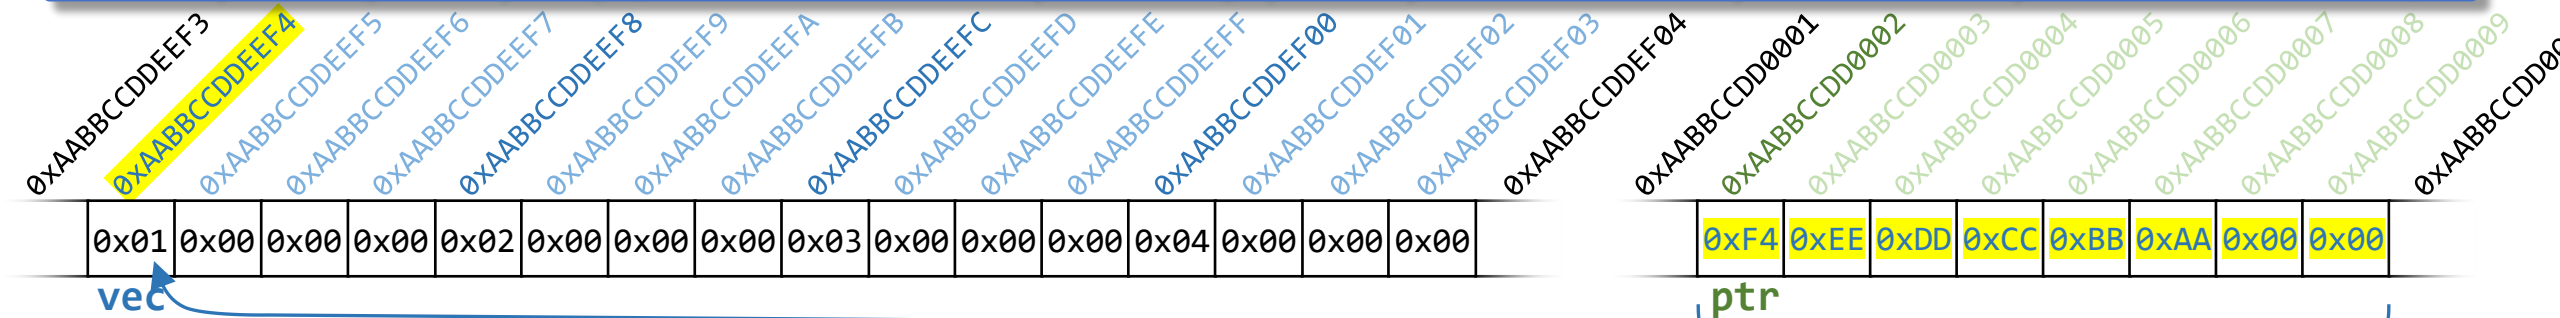 0xAABBCCDDEEF3 0xAABBCCDDEEF4 0xAABBCCDDEEF5 0xAABBCCDDEEF6 0xAABBCCDDEEF7 0xAABBCCDDEEF8 0xAABBCCDDEEF9 0xAABBCCDDEEFA 0xAABBCCDDEEFB 0xAABBCCDDEEFC 0xAABBCCDDEEFD 0xAABBCCDDEEFE 0xAABBCCDDEEFF 0xAABBCCDDEF00 0xAABBCCDDEF01 0xAABBCCDDEF02 0xAABBCCDDEF03 0xAABBCCDDEF04 0xAABBCCDD0001 0xAABBCCDD0002 0xAABBCCDD0003 0xAABBCCDD0004 0xAABBCCDD0005 0xAABBCCDD0006 0xAABBCCDD0007 0xAABBCCDD0008 0xAABBCCDD0009
0x01 0x00 0x00 0x00 0x02 0x00 0x00 0x00 0x03 0x00 0x00 0x00 0x04 0x00 0x00 0x00 0xF4 0xEE 0xDD 0xCC 0xBB 0xAA 0x00 0x00
vec ptr